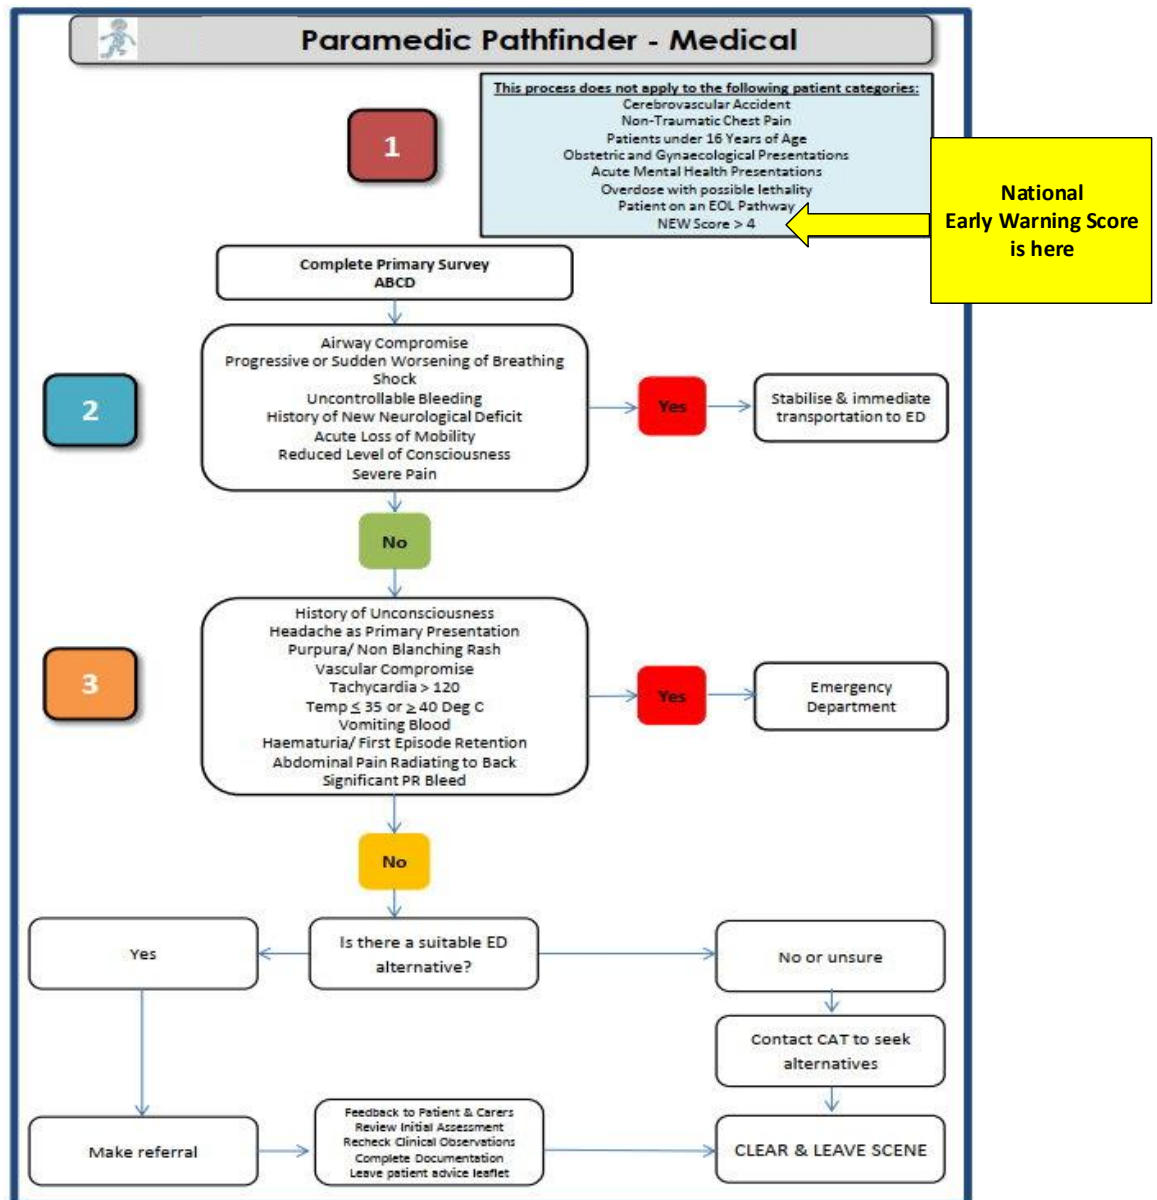 Paramedic Pathfinder - Medical
1
This process does not apply to the following patient categories:
Cerebrovascular Accident
Non-Traumatic Chest Pain
Patients under 16 Years of Age
Obstetric and Gynaecological Presentations
Acute Mental Health Presentations
Overdose with possible lethality
Patient on an EOL Pathway
NEW Score > 4
National
Early Warning Score
is here
Complete Primary Survey
ABCD
2
Airway Compromise
Progressive or Sudden Worsening of Breathing
Shock
Uncontrollable Bleeding
History of New Neurological Deficit
Acute Loss of Mobility
Reduced Level of Consciousness
Severe Pain
Yes
Stabilise & immediate
transportation to ED
No
3
History of Unconsciousness
Headache as Primary Presentation
Purpura/ Non Blanching Rash
Vascular Compromise
Tachycardia > 120
Temp ≤ 35 or ≥ 40 Deg C
Vomiting Blood
Haematuria/ First Episode Retention
Abdominal Pain Radiating to Back
Significant PR Bleed
Yes
Emergency
Department
No
Yes
Is there a suitable ED
alternative?
No or unsure
Contact CAT to seek
alternatives
Make referral
Feedback to Patient & Carers
Review Initial Assessment
Recheck Clinical Observations
Complete Documentation
Leave patient advice leaflet
CLEAR & LEAVE SCENE